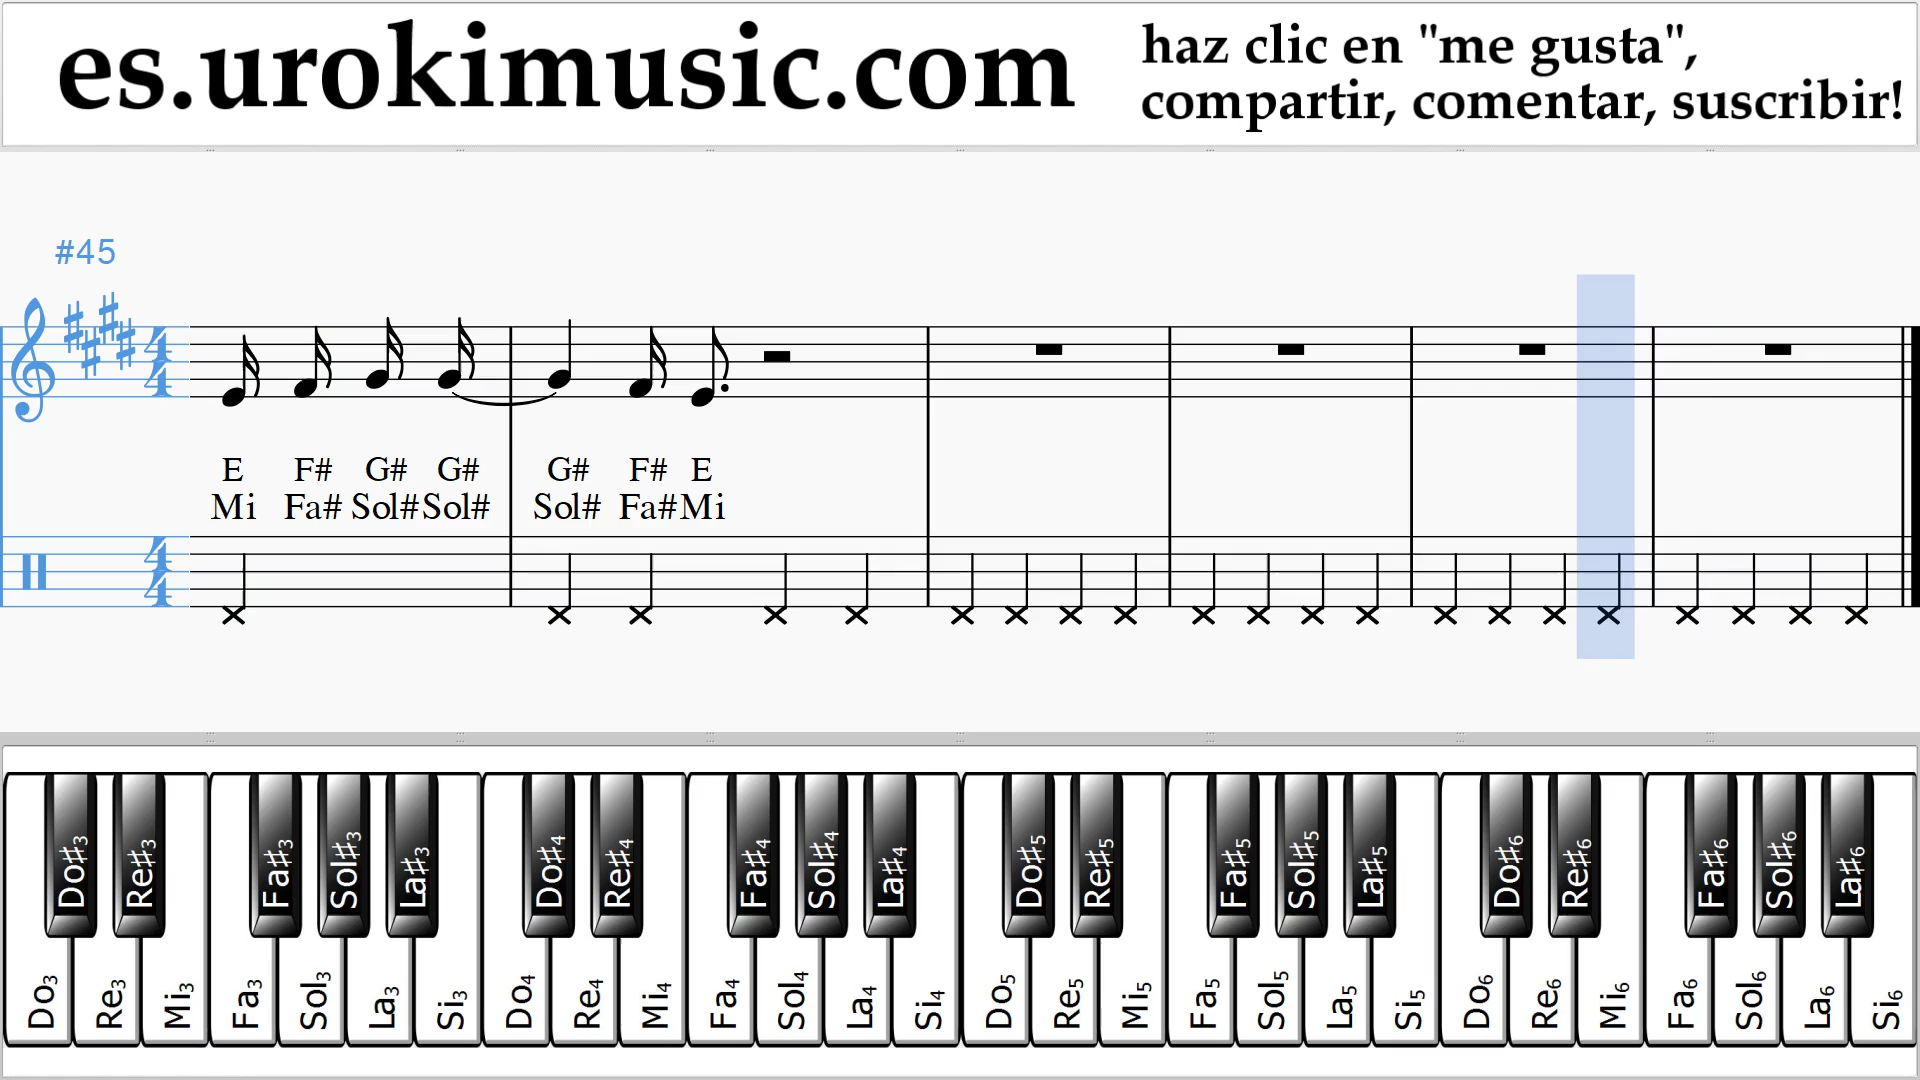 es.urokimusic.com
haz clic en "me gusta",
compartir, comentar, suscribir!
#45
4
4
E F# G# G# G# F# E
Mi Fa# Sol# Sol# Sol# Fa# Mi
4
4
Do#3 Re#3 Fa#3 Sol#3 La#3 Do#4 Re#4 Fa#4 Sol#4 La#4 Do#5 Re#5 Fa#5 Sol#5 La#5 Do#6 Re#6 Fa#6 Sol#6 La#6
Do3 Re3 Mi3 Fa3 Sol3 La3 Si3 Do4 Re4 Mi4 Fa4 Sol4 La4 Si4 Do5 Re5 Mi5 Fa5 Sol5 La5 Si5 Do6 Re6 Mi6 Fa6 Sol6 La6 Si6